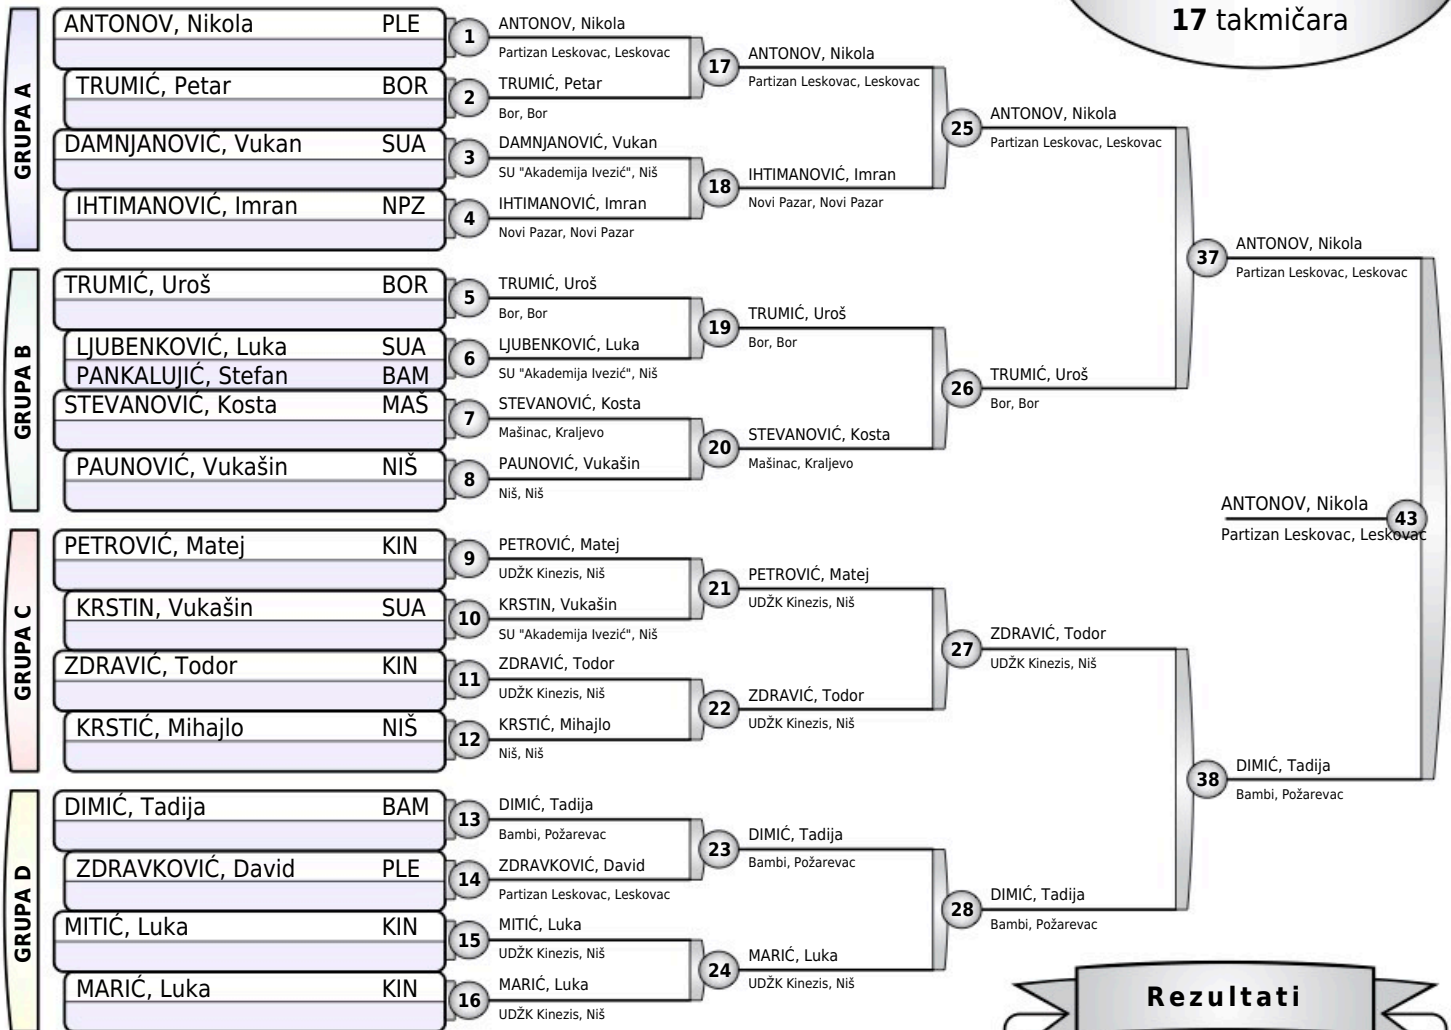 17 takmičara
GRUPA A
ANTONOV, Nikola PLE
TRUMIĆ, Petar BOR
DAMNJANOVIĆ, Vukan SUA
IHTIMANOVIĆ, Imran NPZ
GRUPA B
TRUMIĆ, Uroš BOR
LJUBENKOVIĆ, Luka SUA
PANKALUJIĆ, Stefan BAM
STEVANOVIĆ, Kosta MAŠ
PAUNOVIĆ, Vukašin NIŠ
GRUPA C
PETROVIĆ, Matej KIN
KRSTIN, Vukašin SUA
ZDRAVIĆ, Todor KIN
KRSTIĆ, Mihajlo NIŠ
GRUPA D
DIMIĆ, Tadija BAM
ZDRAVKOVIĆ, David PLE
MITIĆ, Luka KIN
MARIĆ, Luka KIN
1
ANTONOV, Nikola
Partizan Leskovac, Leskovac
2
TRUMIĆ, Petar
Bor, Bor
3
DAMNJANOVIĆ, Vukan
SU "Akademija Ivezić", Niš
4
IHTIMANOVIĆ, Imran
Novi Pazar, Novi Pazar
5
TRUMIĆ, Uroš
Bor, Bor
6
LJUBENKOVIĆ, Luka
SU "Akademija Ivezić", Niš
7
STEVANOVIĆ, Kosta
Mašinac, Kraljevo
8
PAUNOVIĆ, Vukašin
Niš, Niš
9
PETROVIĆ, Matej
UDŽK Kinezis, Niš
10
KRSTIN, Vukašin
SU "Akademija Ivezić", Niš
11
ZDRAVIĆ, Todor
UDŽK Kinezis, Niš
12
KRSTIĆ, Mihajlo
Niš, Niš
13
DIMIĆ, Tadija
Bambi, Požarevac
14
ZDRAVKOVIĆ, David
Partizan Leskovac, Leskovac
15
MITIĆ, Luka
UDŽK Kinezis, Niš
16
MARIĆ, Luka
UDŽK Kinezis, Niš
17
ANTONOV, Nikola
Partizan Leskovac, Leskovac
18
IHTIMANOVIĆ, Imran
Novi Pazar, Novi Pazar
19
TRUMIĆ, Uroš
Bor, Bor
20
STEVANOVIĆ, Kosta
Mašinac, Kraljevo
21
PETROVIĆ, Matej
UDŽK Kinezis, Niš
22
ZDRAVIĆ, Todor
UDŽK Kinezis, Niš
23
DIMIĆ, Tadija
Bambi, Požarevac
24
MARIĆ, Luka
UDŽK Kinezis, Niš
25
ANTONOV, Nikola
Partizan Leskovac, Leskovac
26
TRUMIĆ, Uroš
Bor, Bor
27
ZDRAVIĆ, Todor
UDŽK Kinezis, Niš
28
DIMIĆ, Tadija
Bambi, Požarevac
37
ANTONOV, Nikola
Partizan Leskovac, Leskovac
38
DIMIĆ, Tadija
Bambi, Požarevac
ANTONOV, Nikola
43
Partizan Leskovac, Leskovac
Rezultati